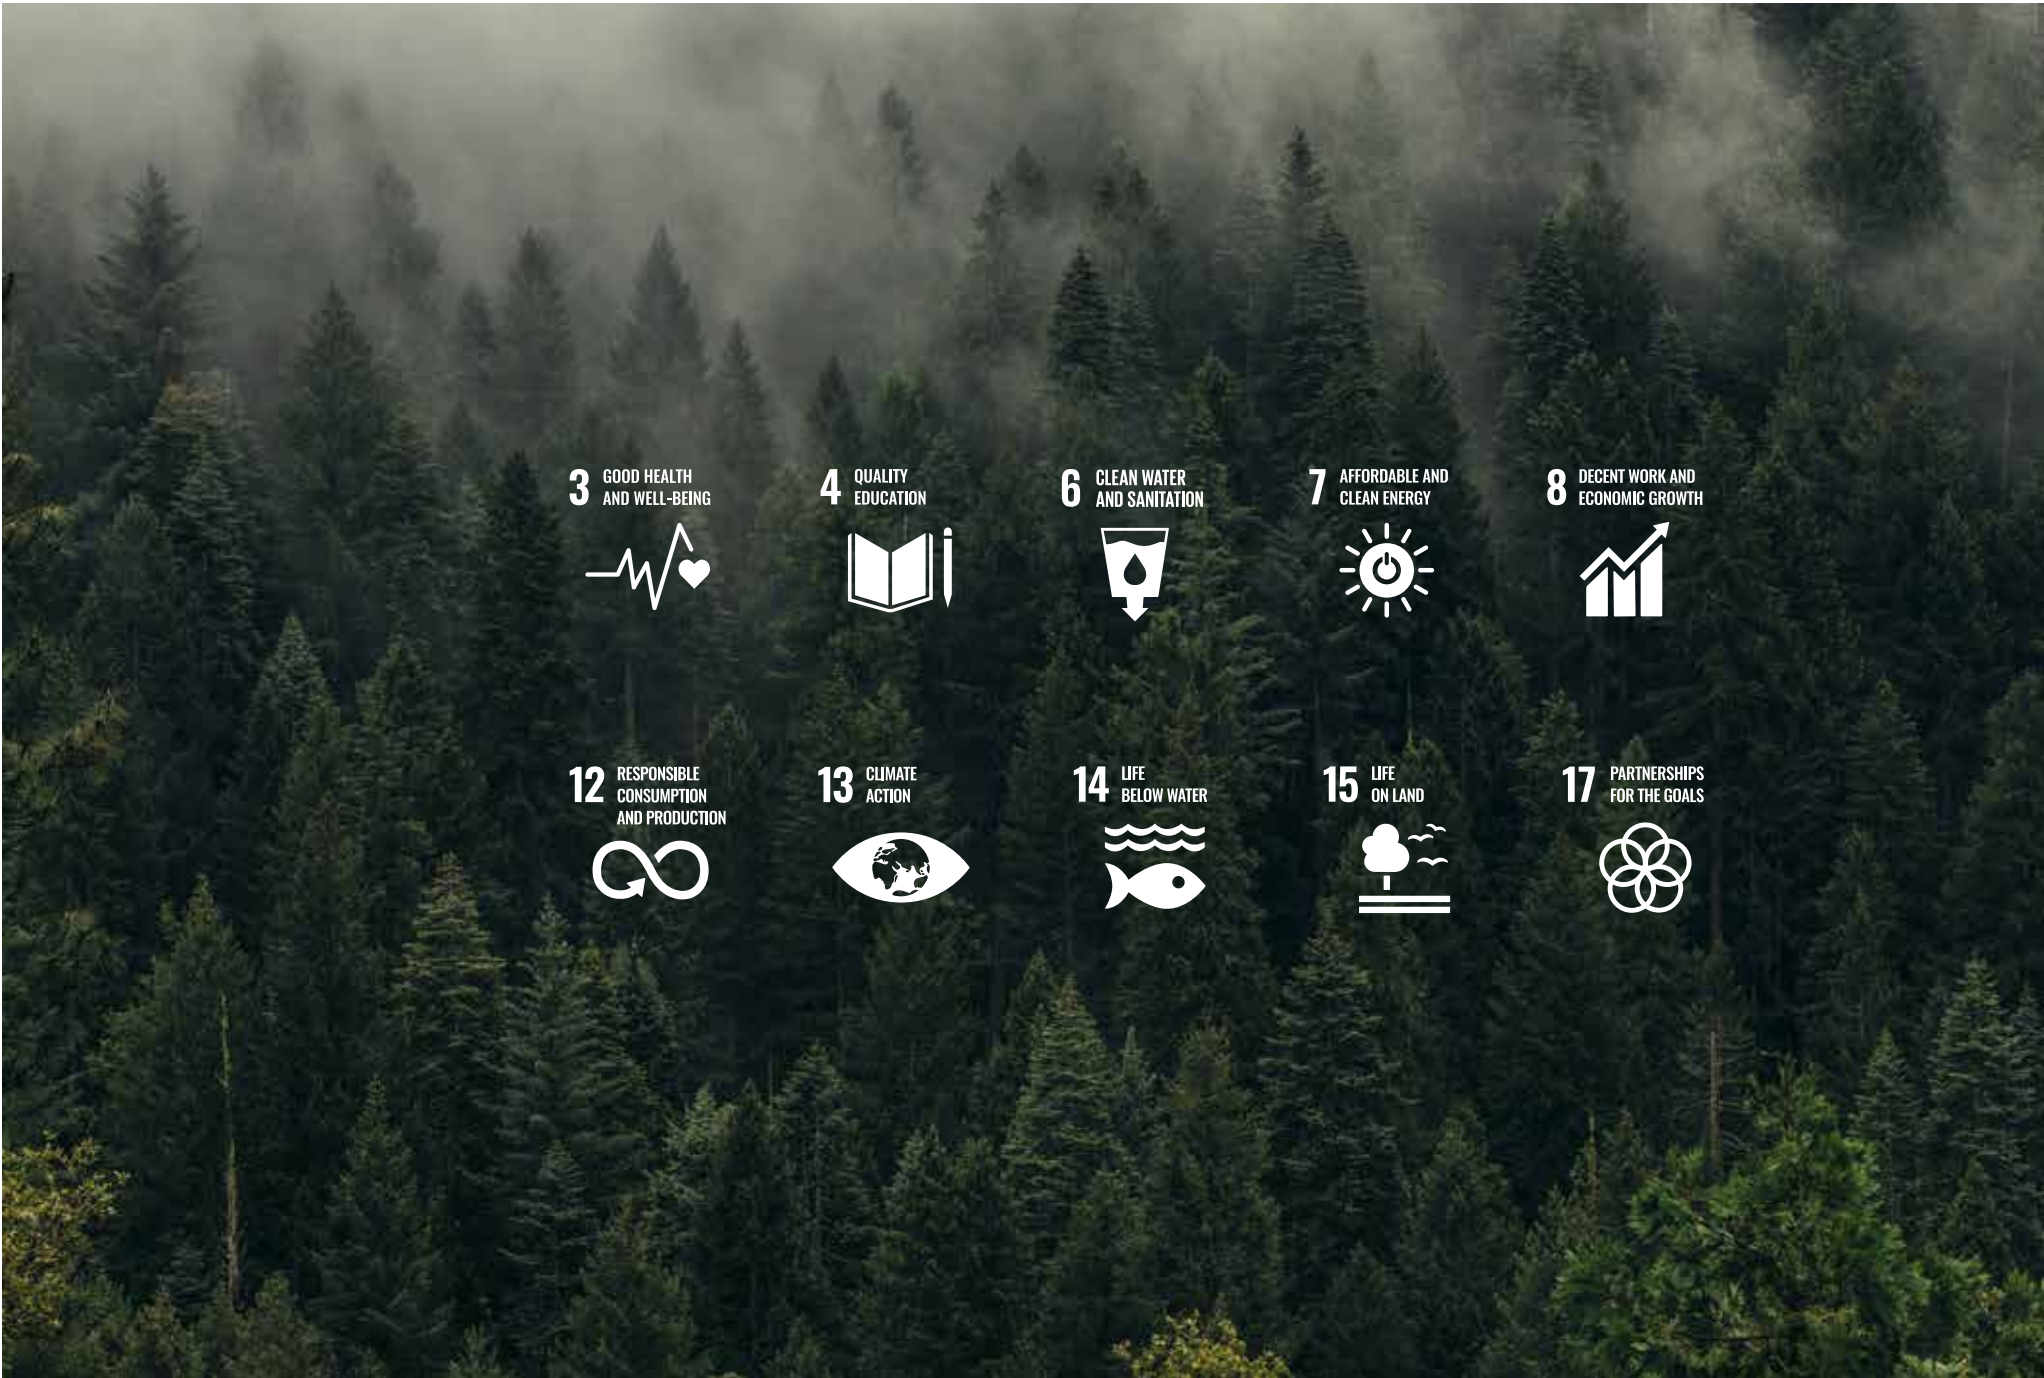 3 GOOD HEALTH
AND WELL-BEING
4 QUALITY
EDUCATION
6 CLEAN WATER
AND SANITATION
7 AFFORDABLE AND
CLEAN ENERGY
8 DECENT WORK AND
ECONOMIC GROWTH
12 RESPONSIBLE
CONSUMPTION
AND PRODUCTION
13 CLIMATE
ACTION
14 LIFE
BELOW WATER
15 LIFE
ON LAND
17 PARTNERSHIPS
FOR THE GOALS